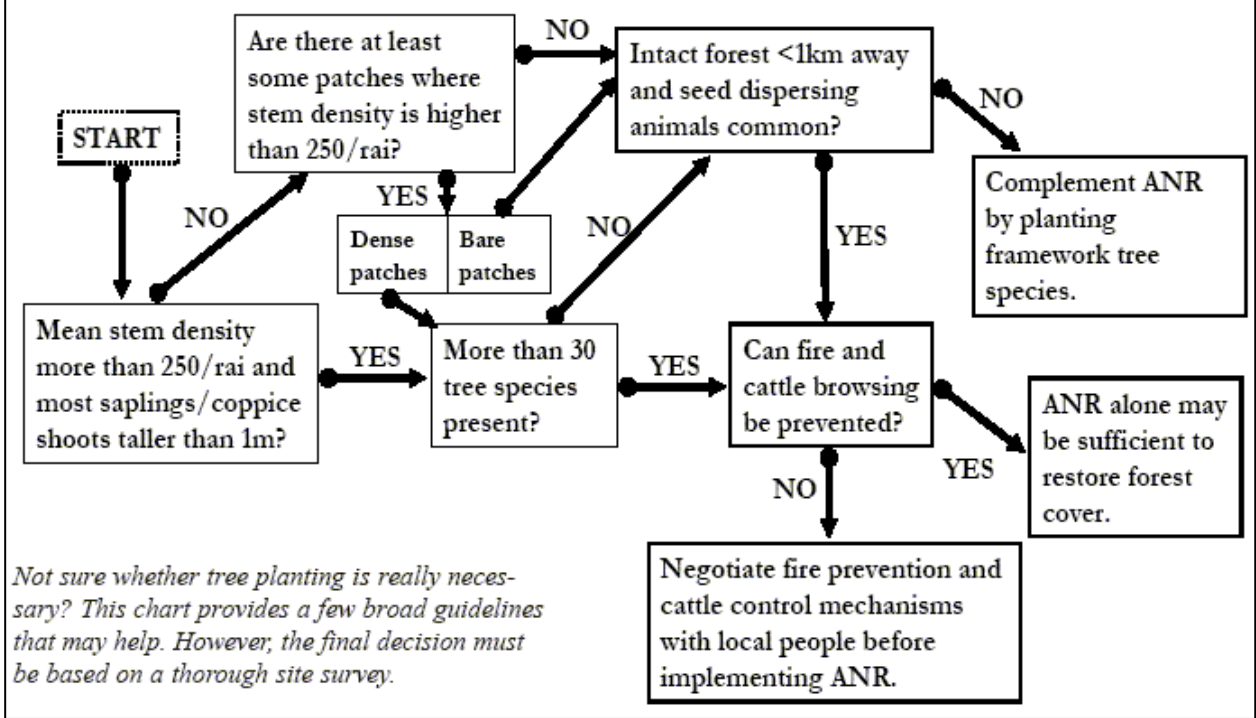 START
Mean stem density
more than 250/rai and
most saplings/coppice
shoots taller than 1m?
NO
YES
Are there at least
some patches where
stem density is higher
than 250/rai?
NO
YES
Dense
patches
Bare
patches
More than 30
tree species
present?
NO
YES
Intact forest <1km away
and seed dispersing
animals common?
NO
YES
Complement ANR
by planting
framework tree
species.
Can fire and
cattle browsing
be prevented?
YES
NO
ANR alone may
be sufficient to
restore forest
cover.
Negotiate fire prevention and
cattle control mechanisms
with local people before
implementing ANR.
Not sure whether tree planting is really neces-
sary? This chart provides a few broad guidelines
that may help. However, the final decision must
be based on a thorough site survey.